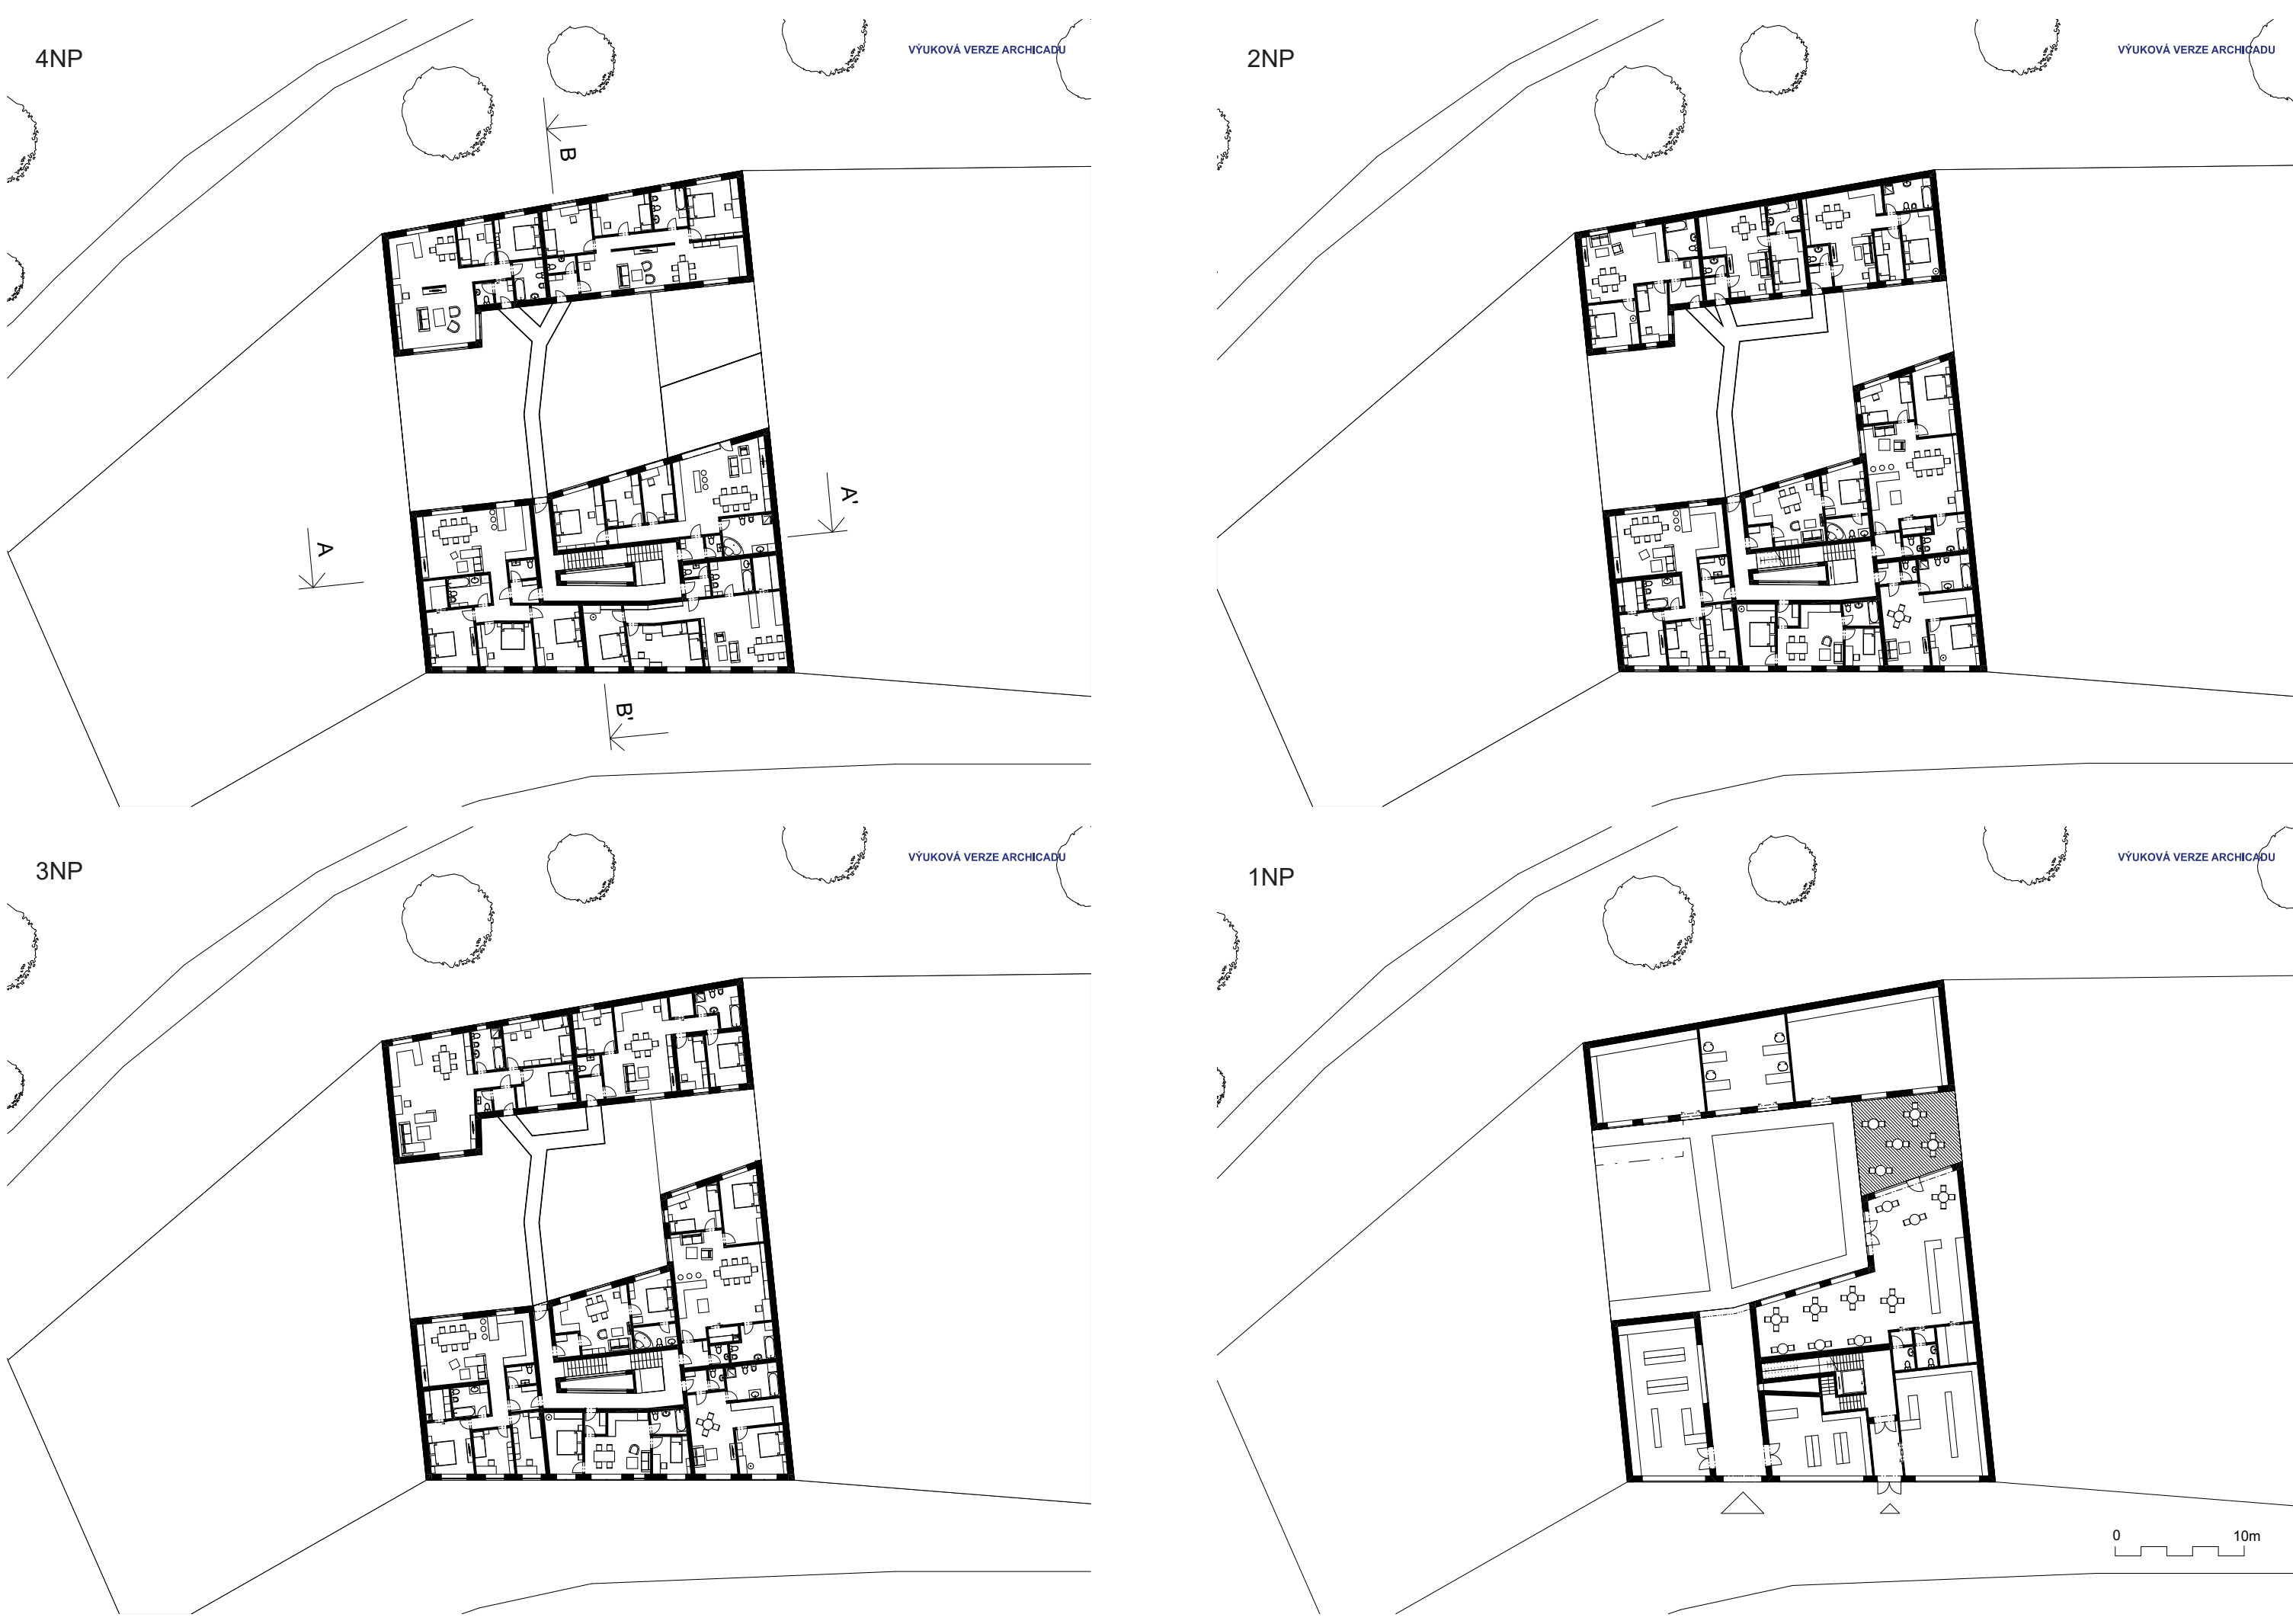 4NP
VÝUKOVÁ VERZE ARCHICADU
B
A'
A
B'
2NP
VÝUKOVÁ VERZE ARCHICADU
3NP
VÝUKOVÁ VERZE ARCHICADU
1NP
VÝUKOVÁ VERZE ARCHICADU
0 10m